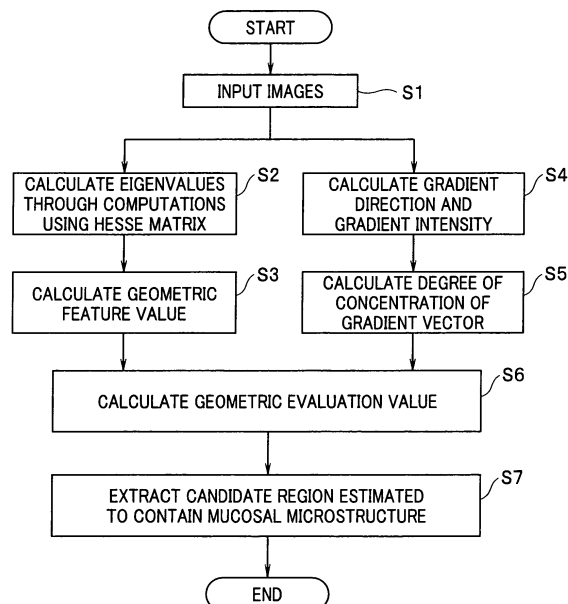 START
INPUT IMAGES
S1
CALCULATE EIGENVALUES
THROUGH COMPUTATIONS
USING HESSE MATRIX
S2
CALCULATE GRADIENT
DIRECTION AND
GRADIENT INTENSITY
S4
CALCULATE GEOMETRIC
FEATURE VALUE
S3
CALCULATE DEGREE OF
CONCENTRATION OF
GRADIENT VECTOR
S5
CALCULATE GEOMETRIC EVALUATION VALUE
S6
EXTRACT CANDIDATE REGION ESTIMATED
TO CONTAIN MUCOSAL MICROSTRUCTURE
S7
END